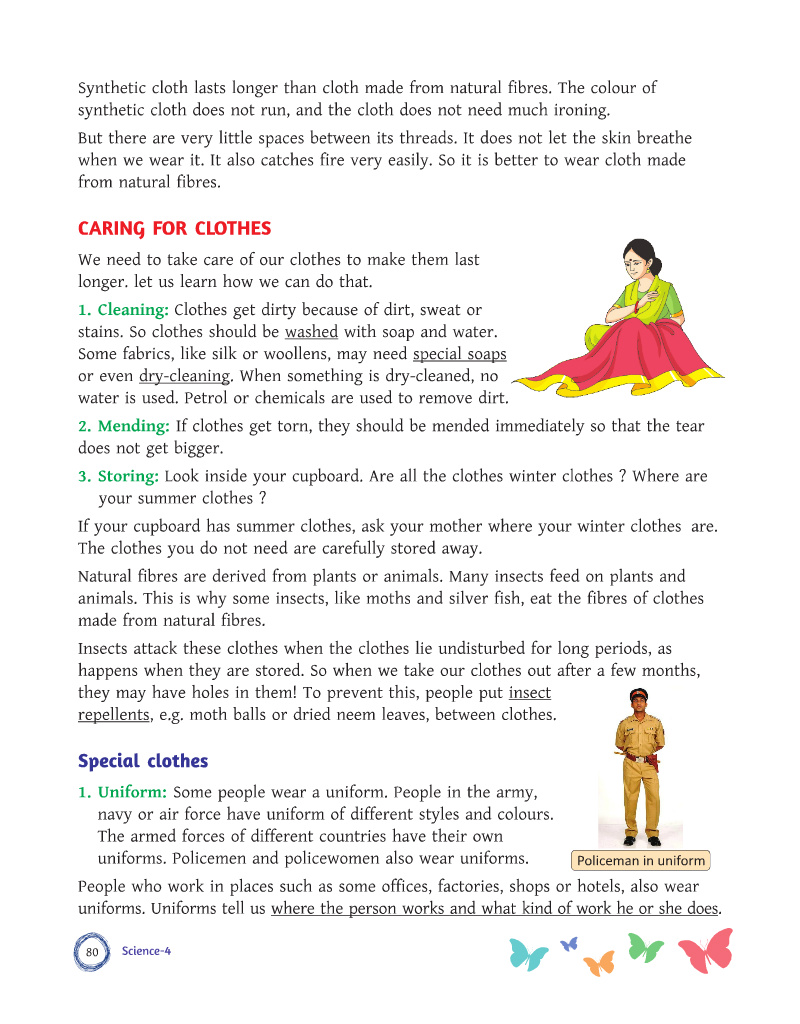 Synthetic cloth lasts longer than cloth made from natural fibres. The colour of
synthetic cloth does not run, and the cloth does not need much ironing.
But there are very little spaces between its threads. It does not let the skin breathe
when we wear it. It also catches fire very easily. So it is better to wear cloth made
from natural fibres.
CARING FOR CLOTHES
We need to take care of our clothes to make them last
longer. let us learn how we can do that.
1. Cleaning: Clothes get dirty because of dirt, sweat or
stains. So clothes should be washed with soap and water.
Some fabrics, like silk or woollens, may need special soaps
or even dry-cleaning. When something is dry-cleaned, no
water is used. Petrol or chemicals are used to remove dirt.
2. Mending: If clothes get torn, they should be mended immediately so that the tear
does not get bigger.
3. Storing: Look inside your cupboard. Are all the clothes winter clothes ? Where are
your summer clothes ?
If your cupboard has summer clothes, ask your mother where your winter clothes are.
The clothes you do not need are carefully stored away.
Natural fibres are derived from plants or animals. Many insects feed on plants and
animals. This is why some insects, like moths and silver fish, eat the fibres of clothes
made from natural fibres.
Insects attack these clothes when the clothes lie undisturbed for long periods, as
happens when they are stored. So when we take our clothes out after a few months,
they may have holes in them! To prevent this, people put insect
repellents, e.g. moth balls or dried neem leaves, between clothes.
Special clothes
1. Uniform: Some people wear a uniform. People in the army,
navy or air force have uniform of different styles and colours.
The armed forces of different countries have their own
uniforms. Policemen and policewomen also wear uniforms.
Policeman in uniform
People who work in places such as some offices, factories, shops or hotels, also wear
uniforms. Uniforms tell us where the person works and what kind of work he or she does.
80 Science-4